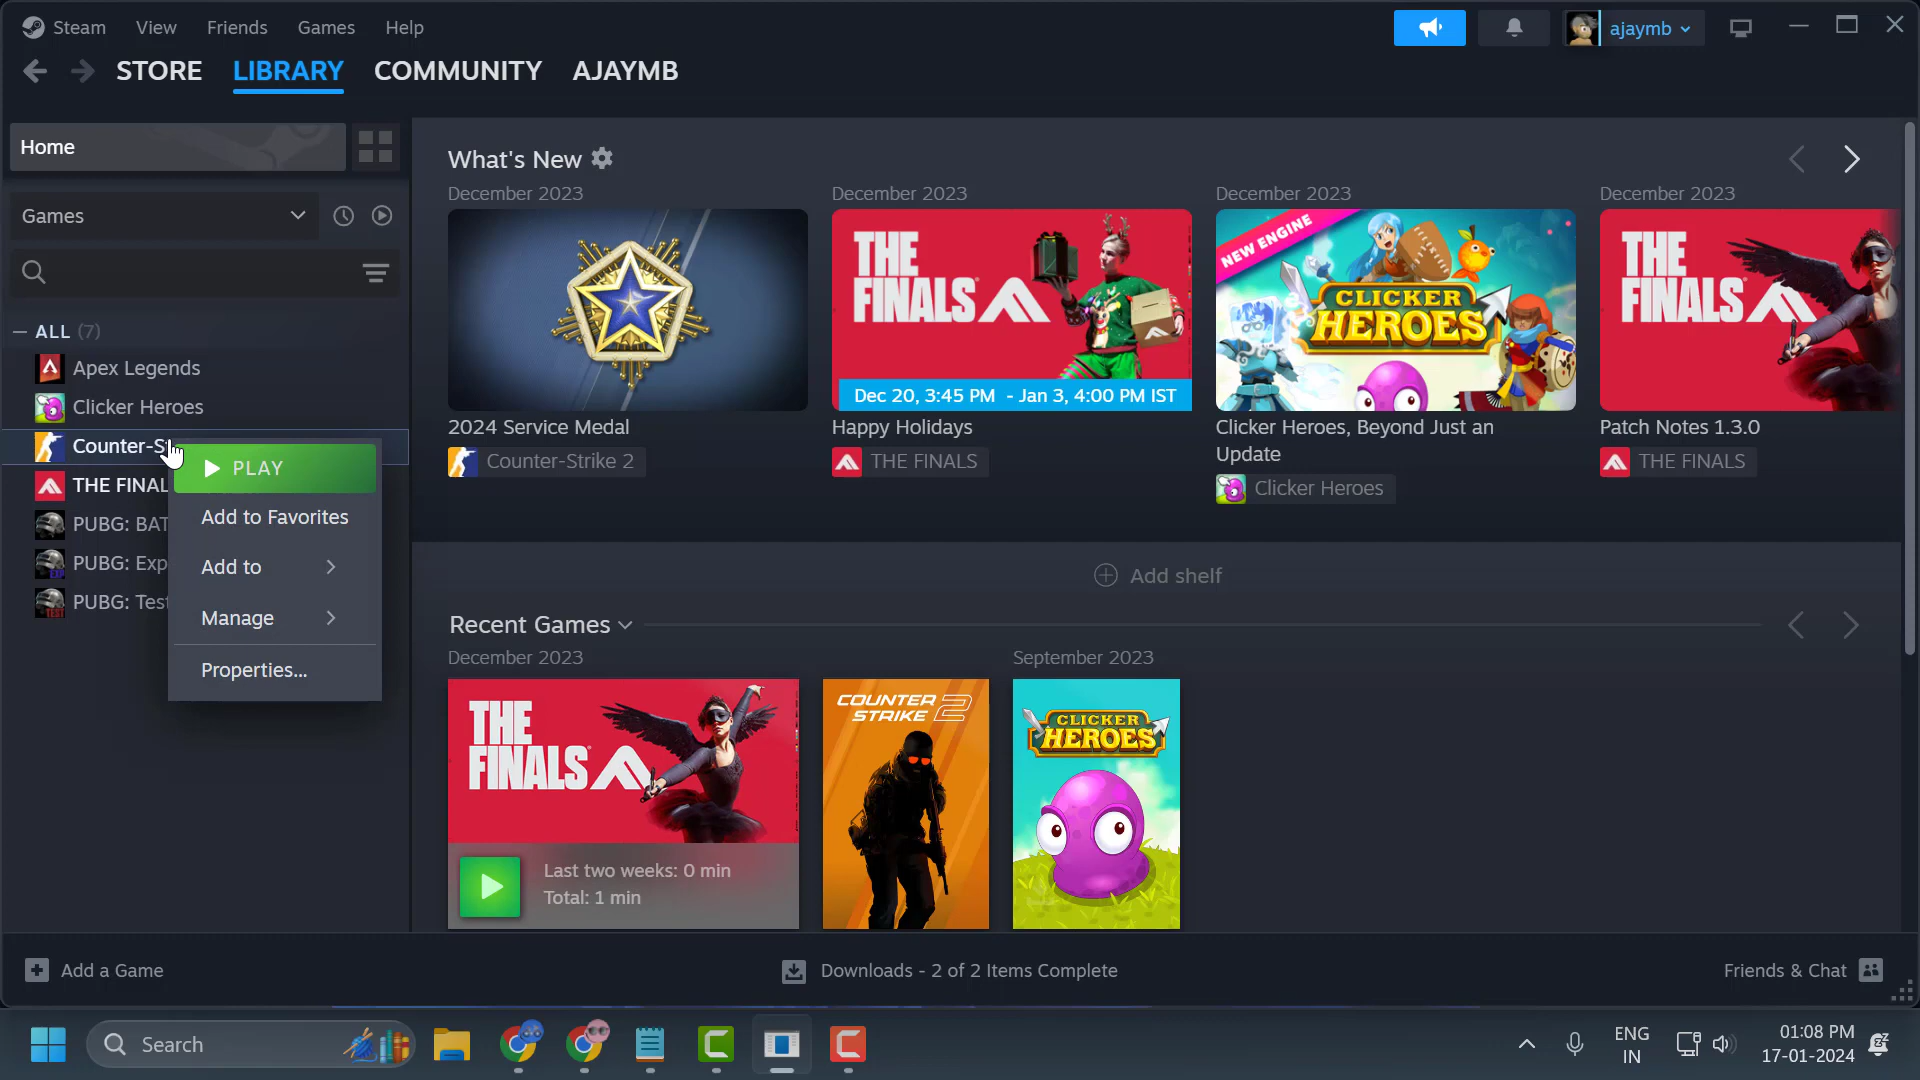 Steam View Friends Games Help
ajaymb
STORE LIBRARY COMMUNITY AJAYMB
Home
Games
ALL (7)
Apex Legends
Clicker Heroes
Counter-St
THE FINAL
PUBG: BAT
PUBG: Exp
PUBG: Test
PLAY
Add to Favorites
Add to
Manage
Properties...
What's New
December 2023
December 2023
December 2023
December 2023
THE FINALS
Dec 20, 3:45 PM - Jan 3, 4:00 PM IST
NEW ENGINE
CLICKER HEROES
THE FINALS
2024 Service Medal
Counter-Strike 2
Happy Holidays
THE FINALS
Clicker Heroes, Beyond Just an
Update
Clicker Heroes
Patch Notes 1.3.0
THE FINALS
Add shelf
Recent Games
December 2023
September 2023
THE FINALS
Last two weeks: 0 min
Total: 1 min
COUNTER STRIKE 2
CLICKER HEROES
Add a Game
Downloads - 2 of 2 Items Complete
Friends & Chat
Search
ENG
IN
01:08 PM
17-01-2024